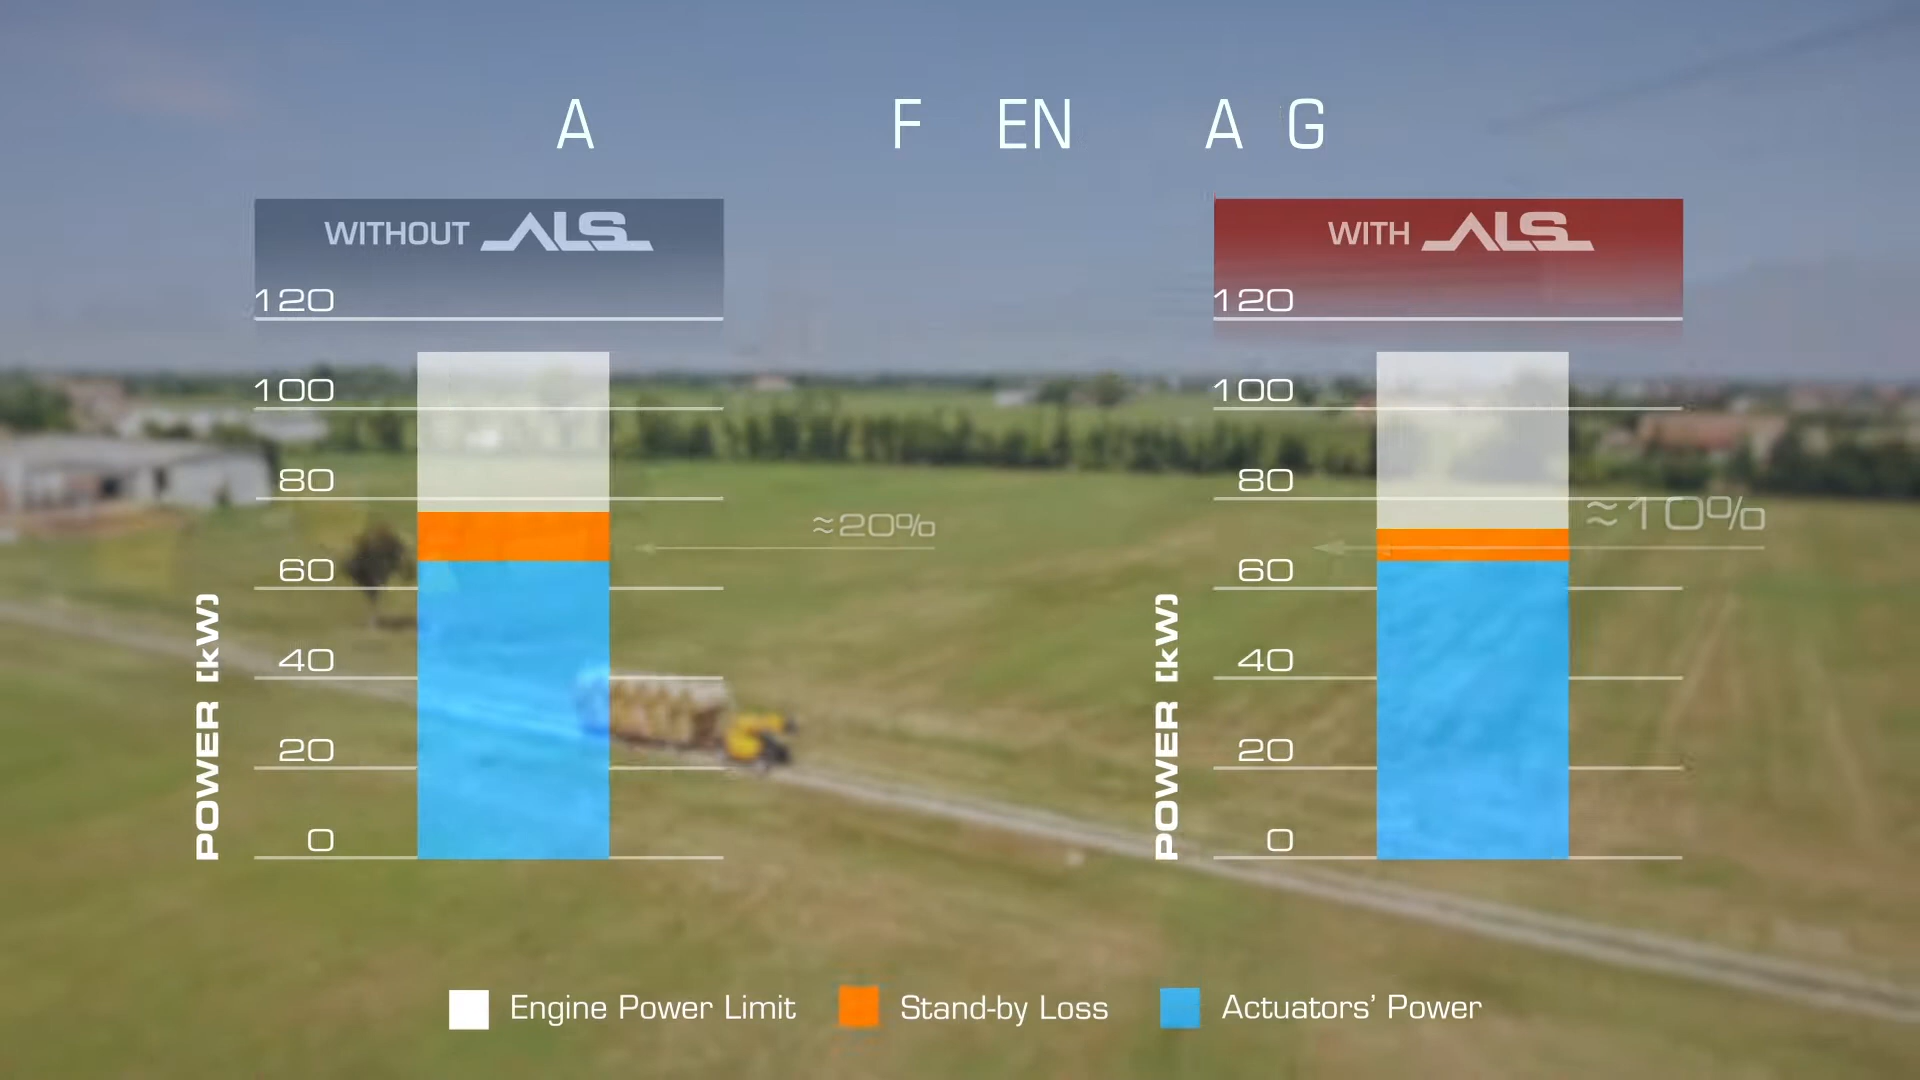 A F EN A G
WITHOUT ALS
WITH ALS
120
100
80
60
40
20
0
POWER (kW)
≈20%
120
100
80
60
40
20
0
POWER (kW)
≈10%
Engine Power Limit
Stand-by Loss
Actuators’ Power